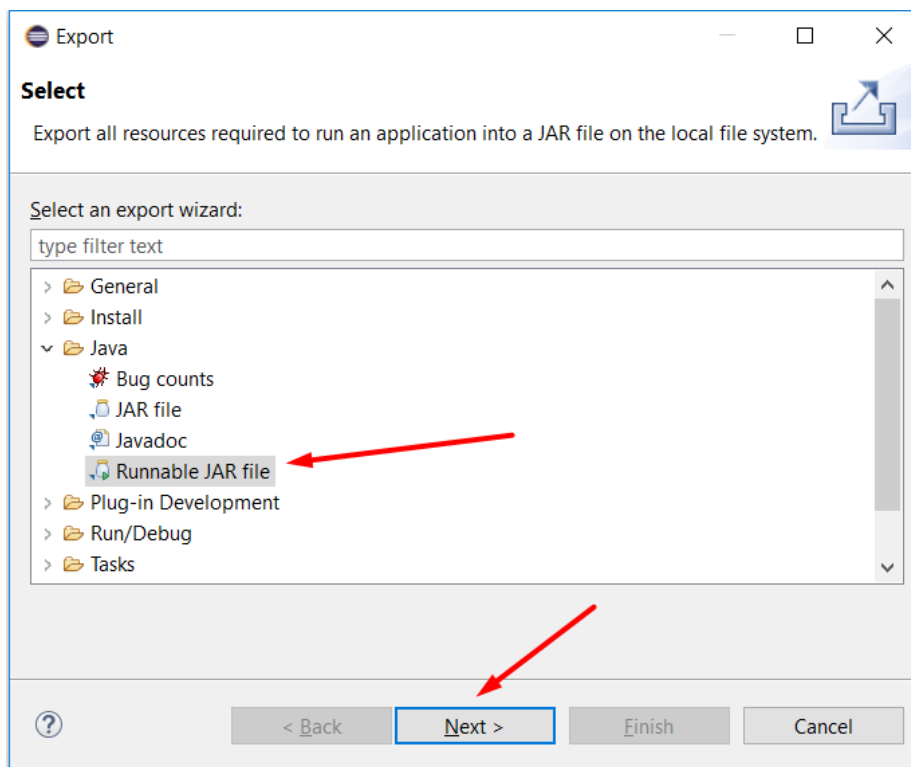 Export
Select
Export all resources required to run an application into a JAR file on the local file system.
Select an export wizard:
type filter text
General
Install
Java
Bug counts
JAR file
Javadoc
Runnable JAR file
Plug-in Development
Run/Debug
Tasks
? < Back Next > Finish Cancel